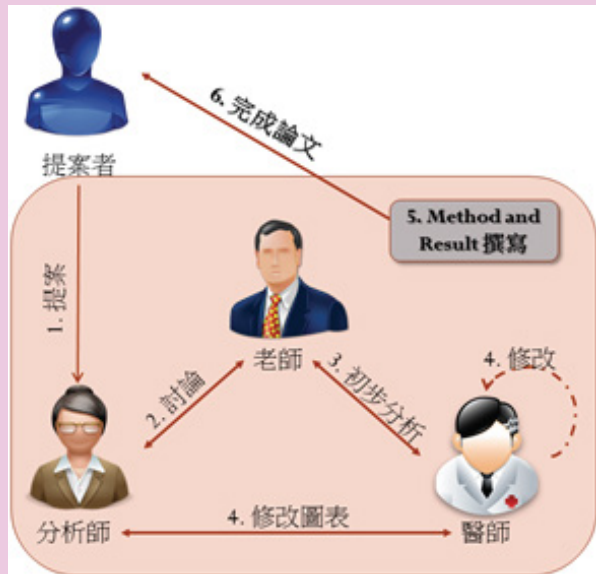 6. 完成論文
提案者
5. Method and
Result 撰寫
1. 提案
老師
2. 討論
3. 初步分析
4. 修改
分析師
4. 修改圖表
醫師